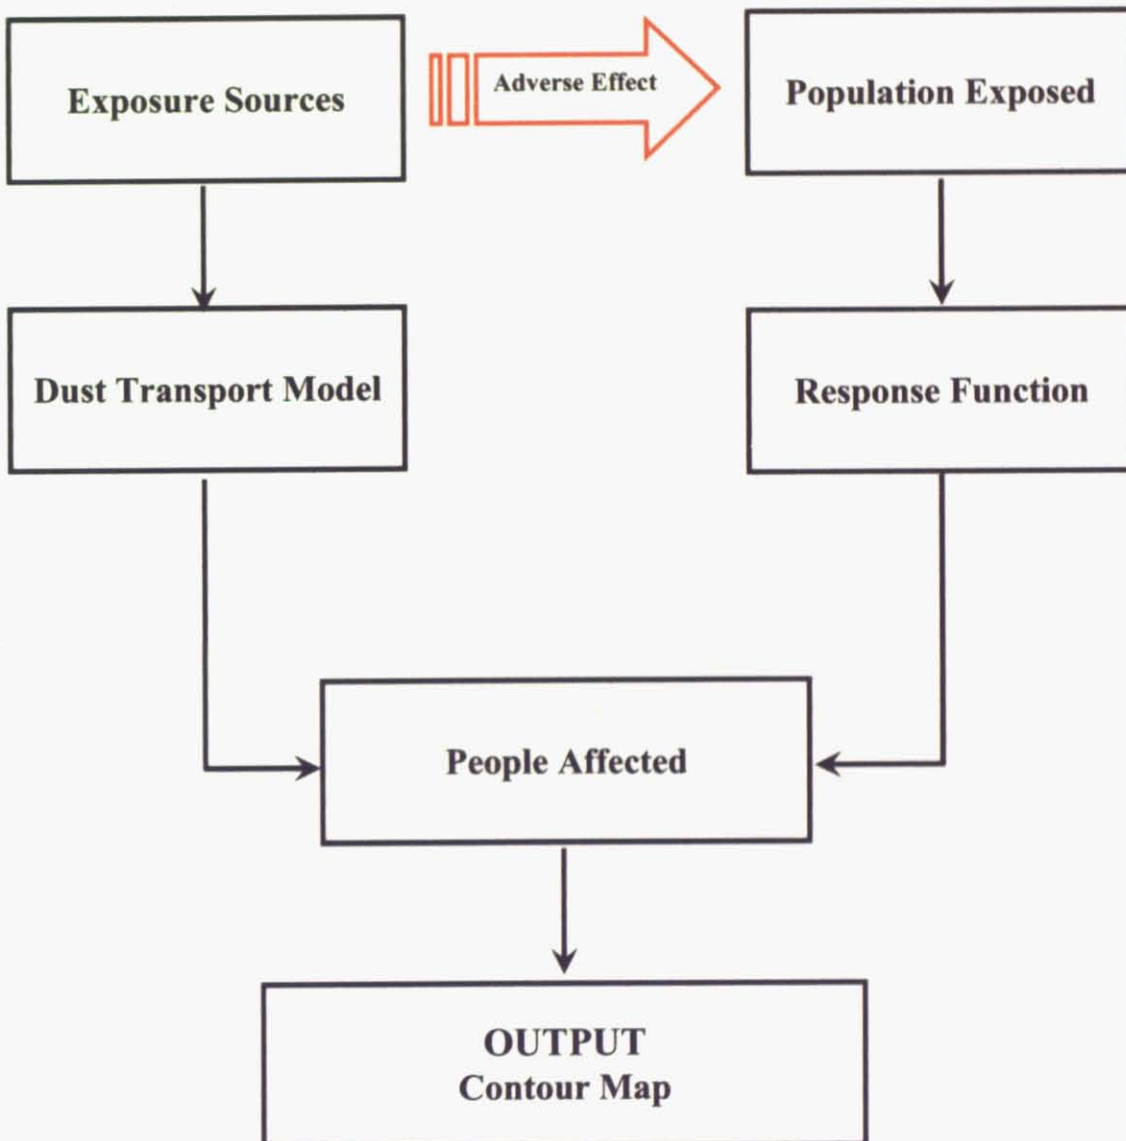 Exposure Sources
Adverse Effect
Population Exposed
Dust Transport Model
Response Function
People Affected
OUTPUT
Contour Map